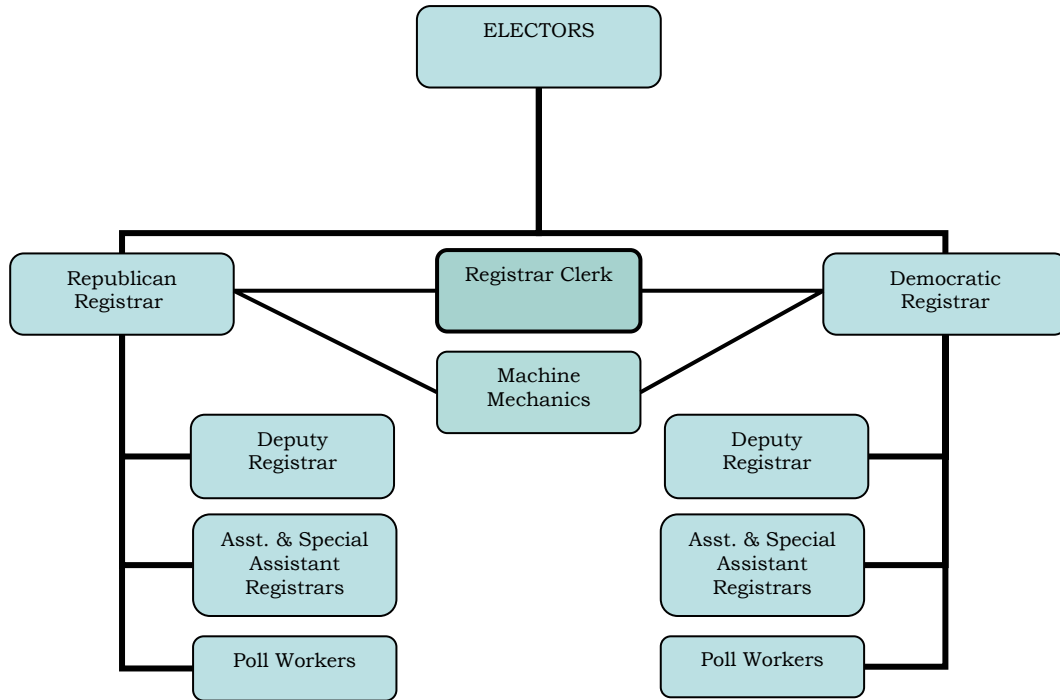 ELECTORS
Republican
Registrar
Registrar Clerk
Democratic
Registrar
Machine
Mechanics
Deputy
Registrar
Deputy
Registrar
Asst. & Special
Assistant
Registrars
Asst. & Special
Assistant
Registrars
Poll Workers
Poll Workers